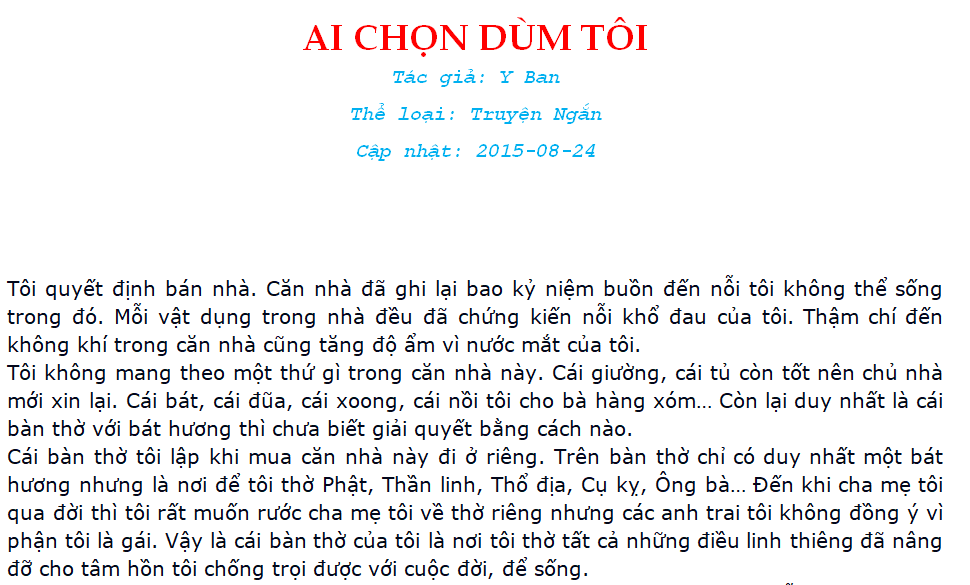 AI CHỌN DÙM TÔI
Tác giả: Y Ban
Thể loại: Truyện Ngắn
Cập nhật: 2015-08-24
Tôi quyết định bán nhà. Căn nhà đã ghi lại bao kỷ niệm buồn đến nỗi tôi không thể sống
trong đó. Mỗi vật dụng trong nhà đều đã chứng kiến nỗi khổ đau của tôi. Thậm chí đến
không khí trong căn nhà cũng tăng độ ẩm vì nước mắt của tôi.
Tôi không mang theo một thứ gì trong căn nhà này. Cái giường, cái tủ còn tốt nên chủ nhà
mới xin lại. Cái bát, cái đũa, cái xoong, cái nồi tôi cho bà hàng xóm... Còn lại duy nhất là cái
bàn thờ với bát hương thì chưa biết giải quyết bằng cách nào.
Cái bàn thờ tôi lập khi mua căn nhà này đi ở riêng. Trên bàn thờ chỉ có duy nhất một bát
hương nhưng là nơi để tôi thờ Phật, Thần linh, Thổ địa, Cụ kỵ, Ông bà... Đến khi cha mẹ tôi
qua đời thì tôi rất muốn rước cha mẹ tôi về thờ riêng nhưng các anh trai tôi không đồng ý vì
phận tôi là gái. Vậy là cái bàn thờ của tôi là nơi tôi thờ tất cả những điều linh thiêng đã nâng
đỡ cho tâm hồn tôi chống trọi được với cuộc đời, để sống.